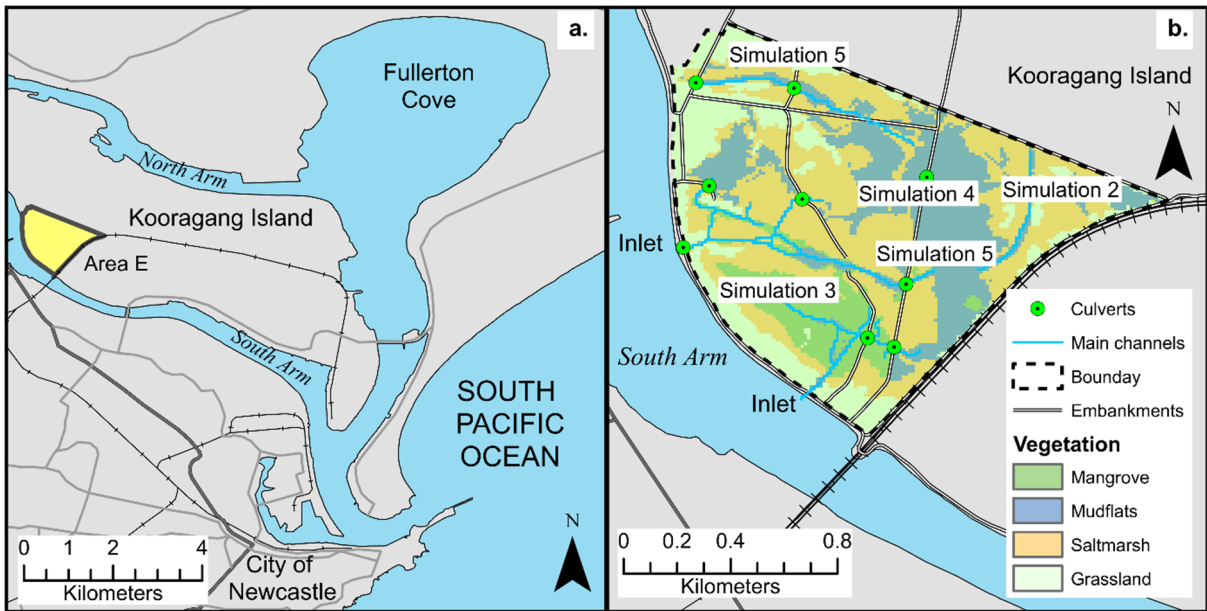 a.
Fullerton
Cove
North Arm
Kooragang Island
Area E
South Arm
SOUTH
PACIFIC
OCEAN
City of
Newcastle
0 1 2 4
Kilometers
N
b.
Simulation 5
Kooragang Island
N
Simulation 4
Simulation 2
Inlet
Simulation 5
Simulation 3
South Arm
Inlet
0 0.2 0.4 0.8
Kilometers
Culverts
Main channels
Bounday
Embankments
Vegetation
Mangrove
Mudflats
Saltmarsh
Grassland